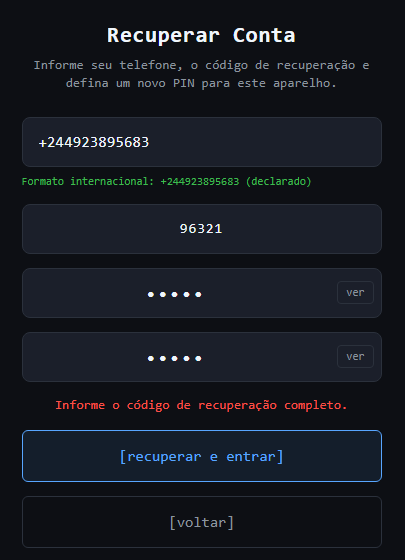 Recuperar Conta
Informe seu telefone, o código de recuperação e
defina um novo PIN para este aparelho.
+244923895683
Formato internacional: +244923895683 (declarado)
96321
•••••
ver
•••••
ver
Informe o código de recuperação completo.
[recuperar e entrar]
[voltar]